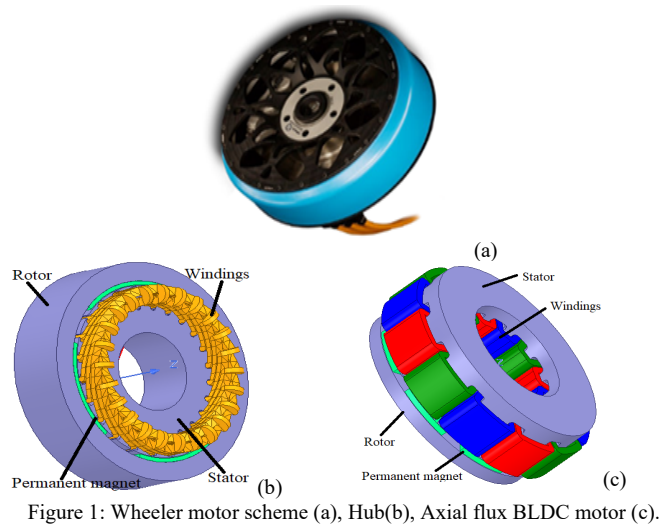 (a)
Rotor
Windings
Permanent magnet
Stator
(b)
Stator
Windings
Rotor
Permanent magnet
(c)
Figure 1: Wheeler motor scheme (a), Hub(b), Axial flux BLDC motor (c).